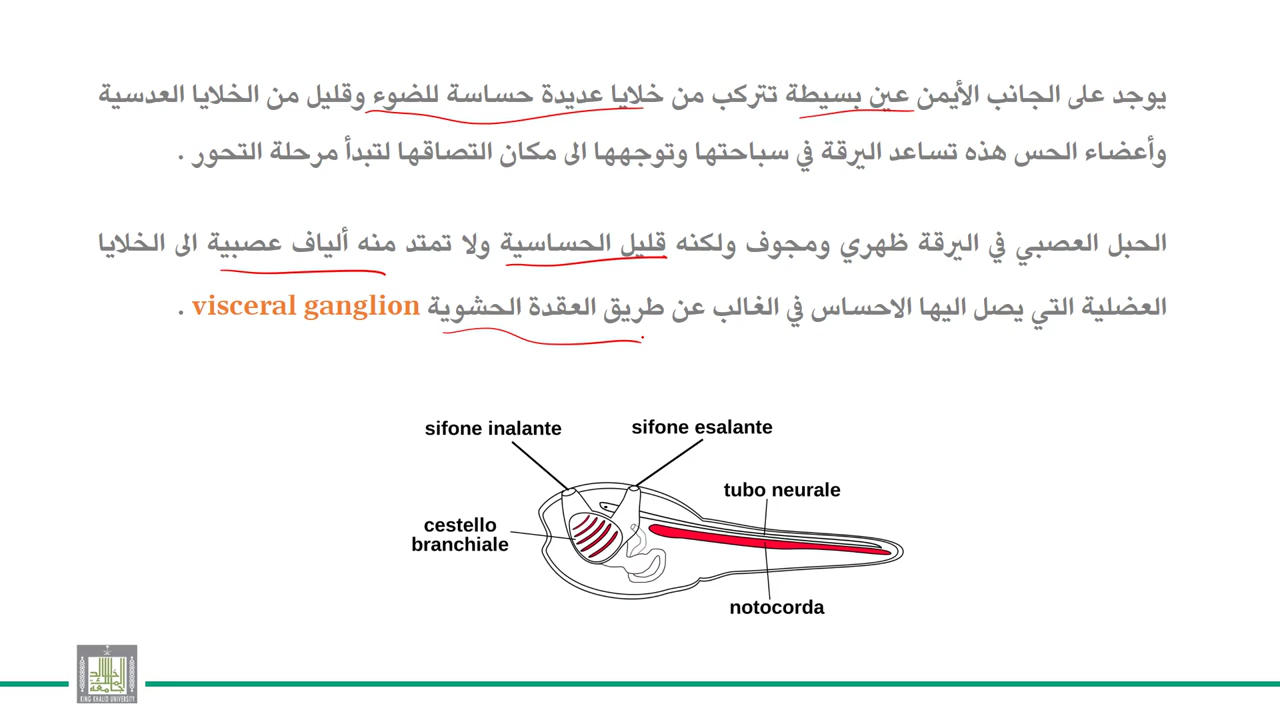 يوجد على الجانب الأيمن عين بسيطة تتركب من خلايا عديدة حساسة للضوء وقليل من الخلايا العدسية
وأعضاء الحس هذه تساعد اليرقة في سباحتها وتوجهها الى مكان التصاقها لتبدأ مرحلة التحور .
الحبل العصبي في اليرقة ظهري ومجوف ولكنه قليل الحساسية ولا تمتد منه ألياف عصبية الى الخلايا
العضلية التي يصل اليها الاحساس في الغالب عن طريق العقدة الحشوية visceral ganglion .
sifone inalante
sifone esalante
tubo neurale
cestello
branchiale
notocorda
KING KHALID UNIVERSITY